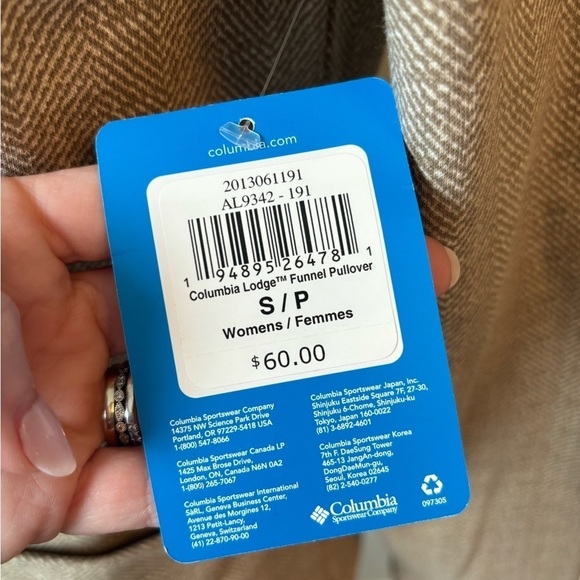 columbia.com
2013061191
AL9342 - 191
1 94895 26478 1
Columbia Lodge™ Funnel Pullover
S / P
Womens / Femmes
$60.00
Columbia Sportswear Company
14375 NW Science Park Drive
Portland, OR 97229-5418 USA
1-(800) 547-8066
Columbia Sportswear Canada LP
1425 Max Brose Drive,
London, ON, Canada N6N 0A2
1-(800) 265-7067
Columbia Sportswear International
SàRL, Geneva Business Center,
Avenue des Morgines 12,
1213 Petit-Lancy,
Geneva, Switzerland
(41) 22-870-90-00
Columbia Sportswear Japan, Inc.
Shinjuku Eastside Square 7F, 27-30,
Shinjuku 6-Chome, Shinjuku-ku
Tokyo, Japan 160-0022
(81) 3-6892-4601
Columbia Sportswear Korea
7th F. DaeSung Town
465-13 JangAn-dong,
DongDaeMun-gu,
Seoul, Korea 02645
(82) 2-540-0277
Columbia
Sportswear Company
097305